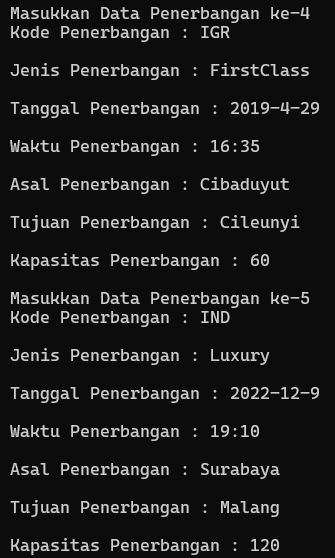 Masukkan Data Penerbangan ke-4
Kode Penerbangan : IGR
Jenis Penerbangan : FirstClass
Tanggal Penerbangan : 2019-4-29
Waktu Penerbangan : 16:35
Asal Penerbangan : Cibaduyut
Tujuan Penerbangan : Cileunyi
Kapasitas Penerbangan : 60
Masukkan Data Penerbangan ke-5
Kode Penerbangan : IND
Jenis Penerbangan : Luxury
Tanggal Penerbangan : 2022-12-9
Waktu Penerbangan : 19:10
Asal Penerbangan : Surabaya
Tujuan Penerbangan : Malang
Kapasitas Penerbangan : 120